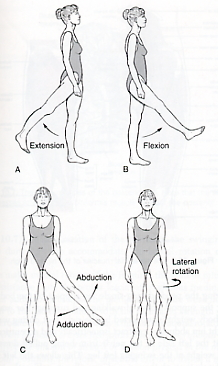 Extension
Flexion
A
B
Abduction
Adduction
Lateral
rotation
C
D